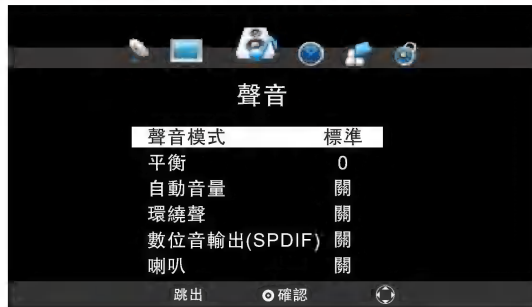 聲音
聲音模式 標準
平衡 0
自動音量 關
環繞聲 關
數位音輸出(SPDIF) 關
喇叭 關
跳出 確認